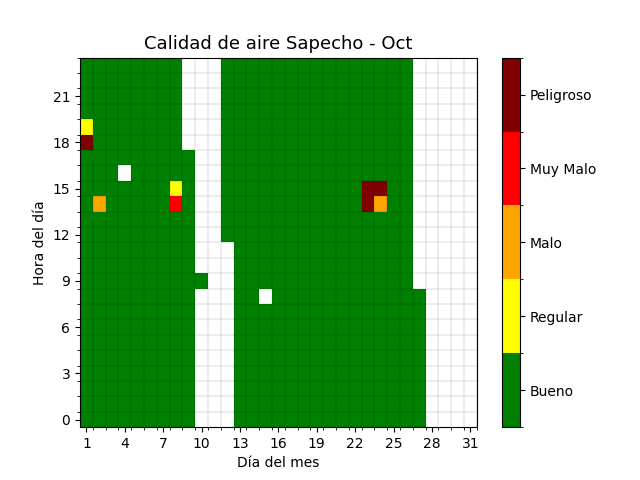 Calidad de aire Sapecho - Oct
Hora del día
21
18
15
12
9
6
3
0
1 4 7 10 13 16 19 22 25 28 31
Día del mes
Peligroso
Muy Malo
Malo
Regular
Bueno